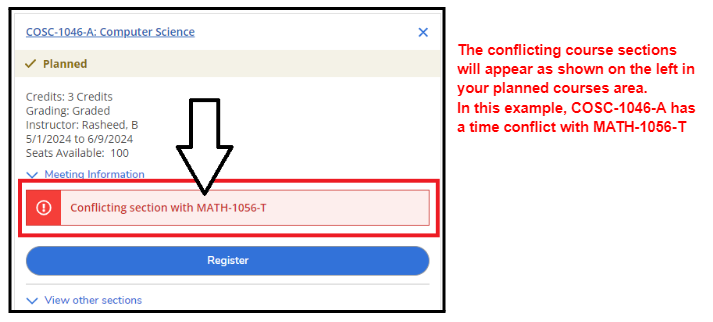 COSC-1046-A: Computer Science
Planned
Credits: 3 Credits
Grading: Graded
Instructor: Rasheed, B
5/1/2024 to 6/9/2024
Seats Available: 100
Meeting Information
Conflicting section with MATH-1056-T
Register
View other sections
The conflicting course sections
will appear as shown on the left in
your planned courses area.
In this example, COSC-1046-A has
a time conflict with MATH-1056-T